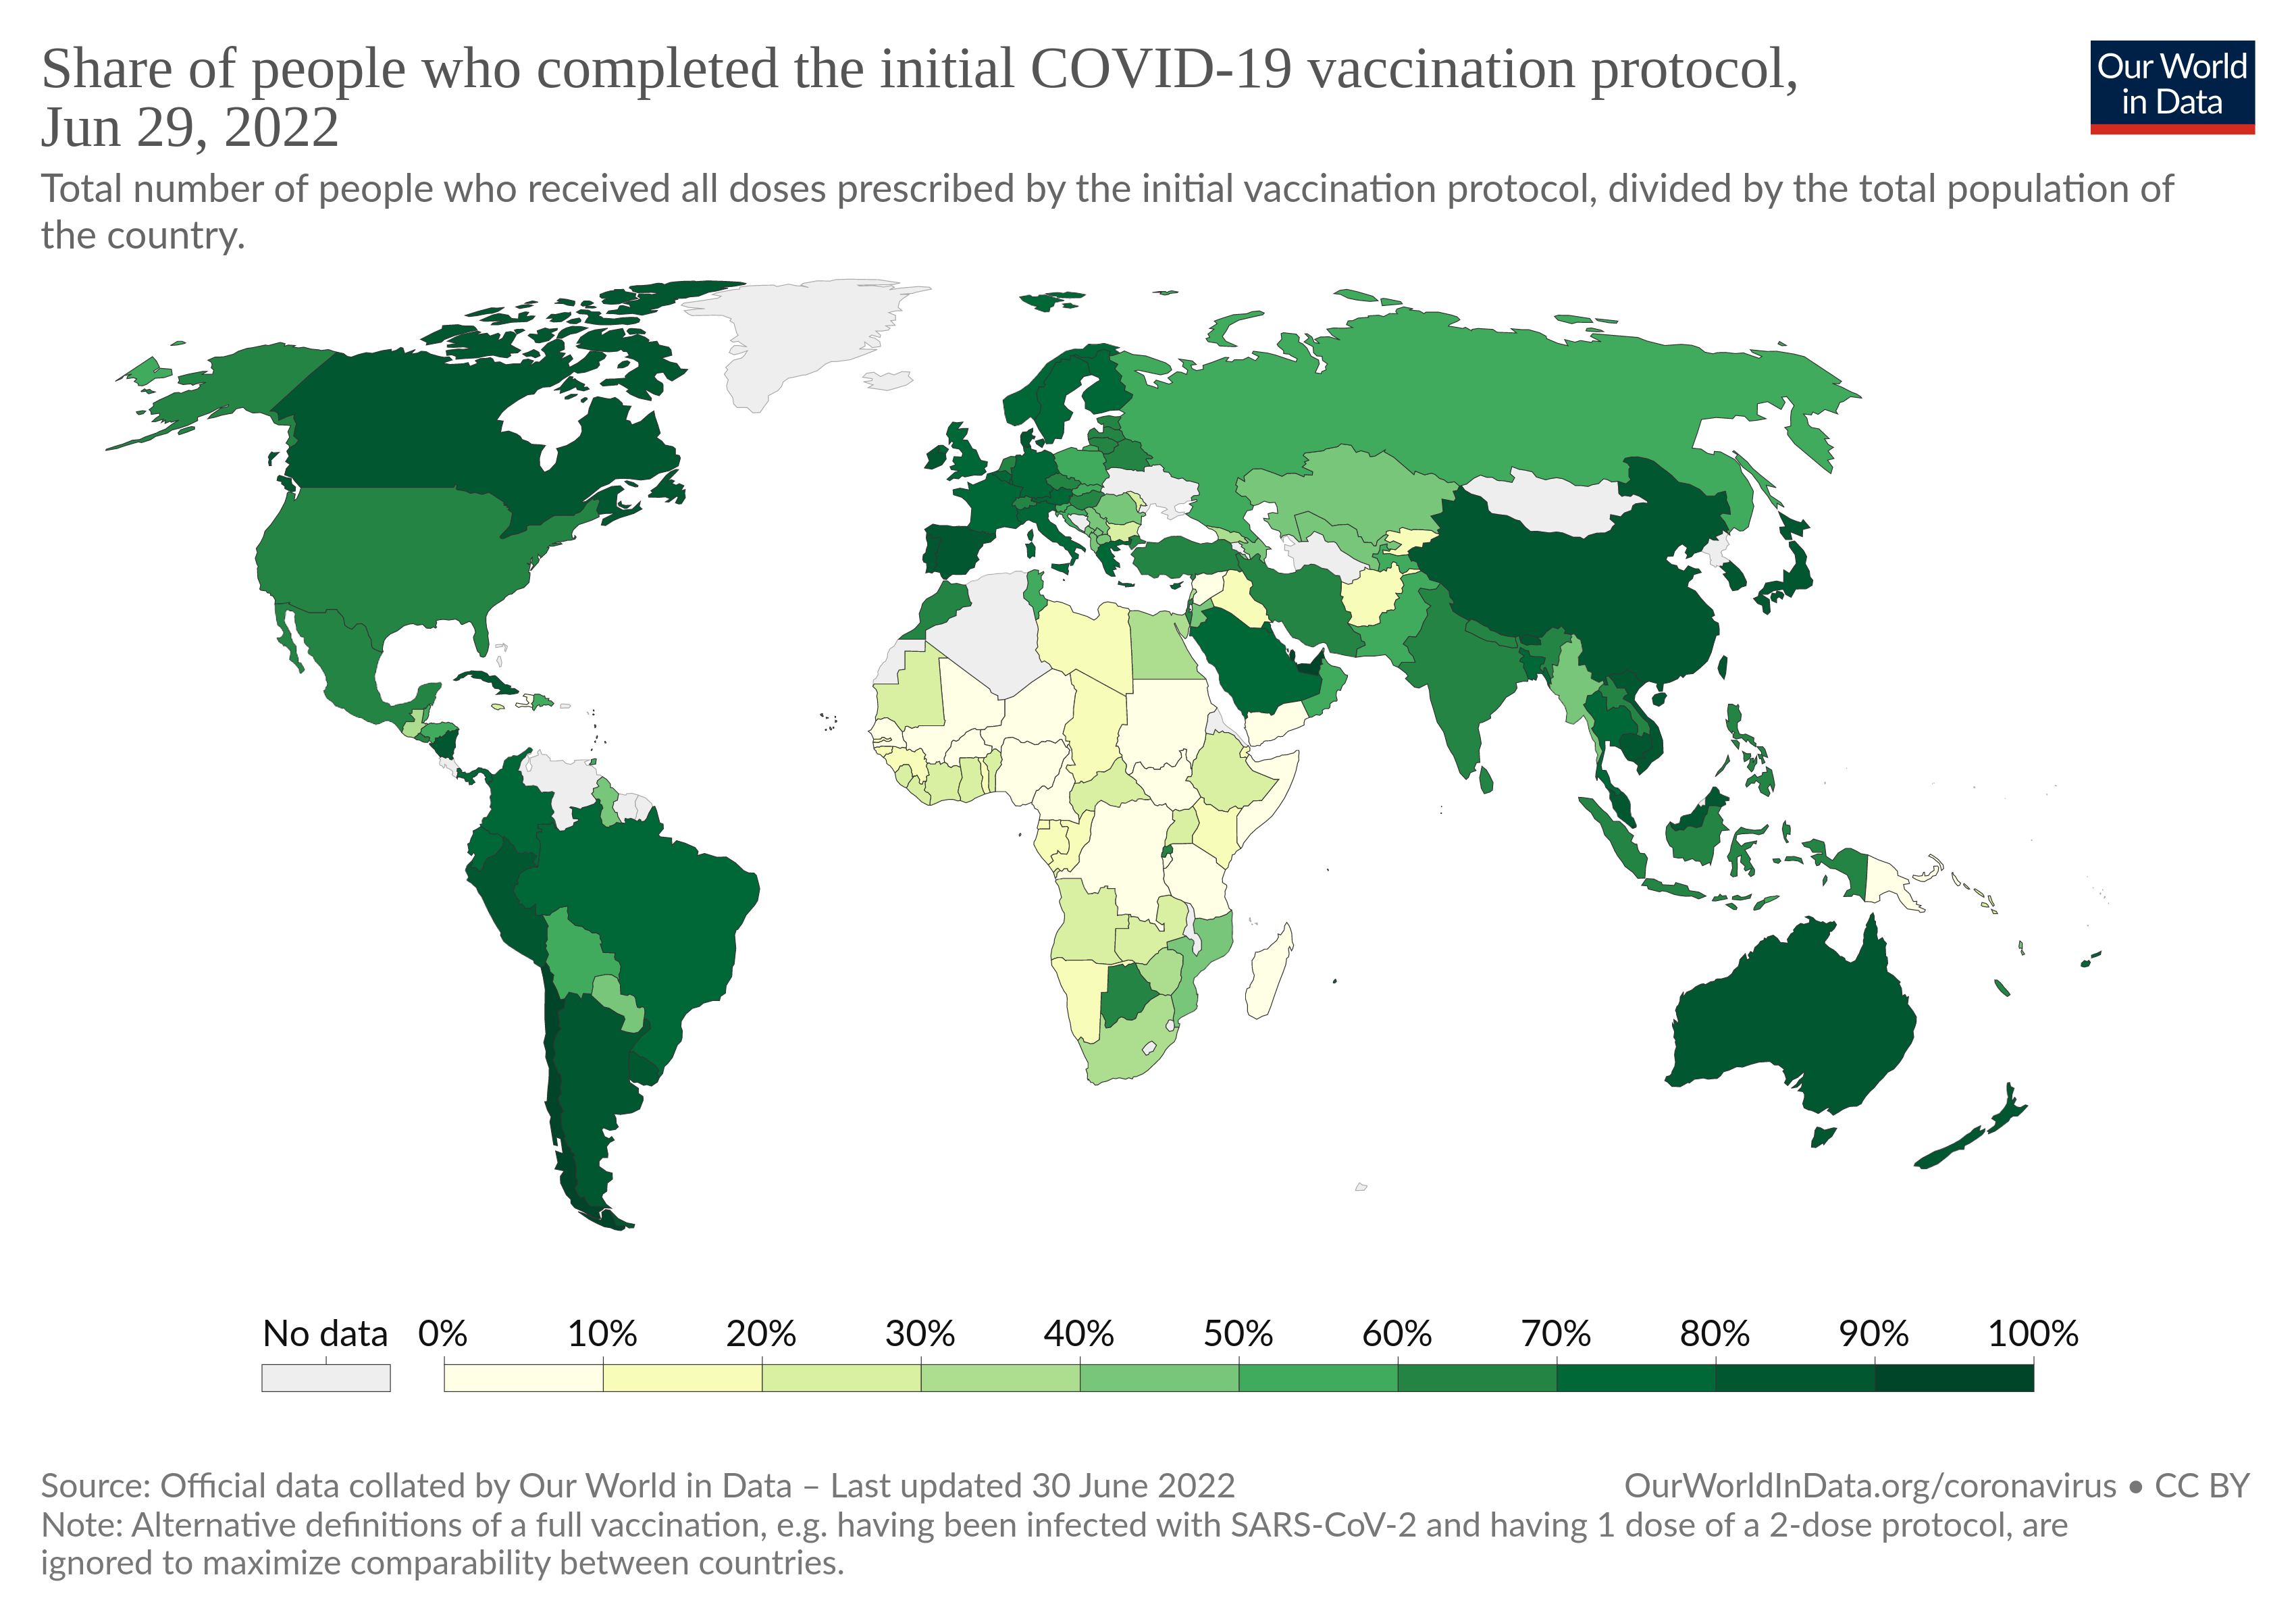 Share of people who completed the initial COVID-19 vaccination protocol,
Jun 29, 2022
Our World
in Data
Total number of people who received all doses prescribed by the initial vaccination protocol, divided by the total population of
the country.
No data 0% 10% 20% 30% 40% 50% 60% 70% 80% 90% 100%
Source: Official data collated by Our World in Data – Last updated 30 June 2022
OurWorldInData.org/coronavirus • CC BY
Note: Alternative definitions of a full vaccination, e.g. having been infected with SARS-CoV-2 and having 1 dose of a 2-dose protocol, are
ignored to maximize comparability between countries.